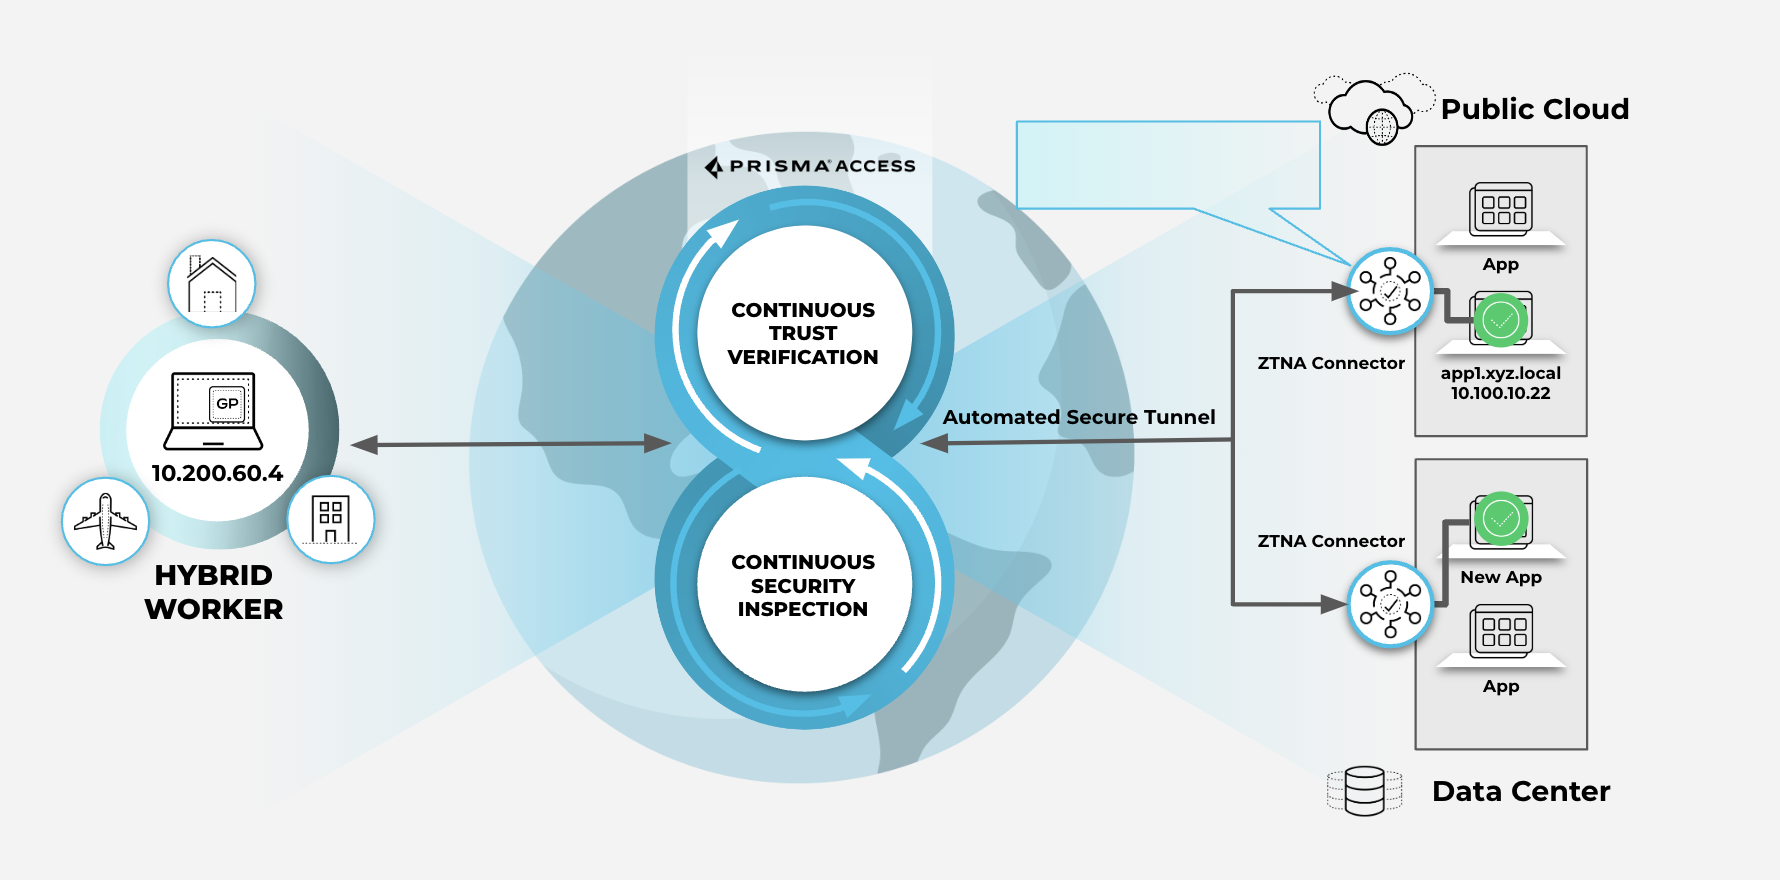 PRISMA® ACCESS
Public Cloud
CONTINUOUS
TRUST
VERIFICATION
App
ZTNA Connector
app1.xyz.local
10.100.10.22
GP
10.200.60.4
Automated Secure Tunnel
HYBRID
WORKER
CONTINUOUS
SECURITY
INSPECTION
ZTNA Connector
New App
App
Data Center